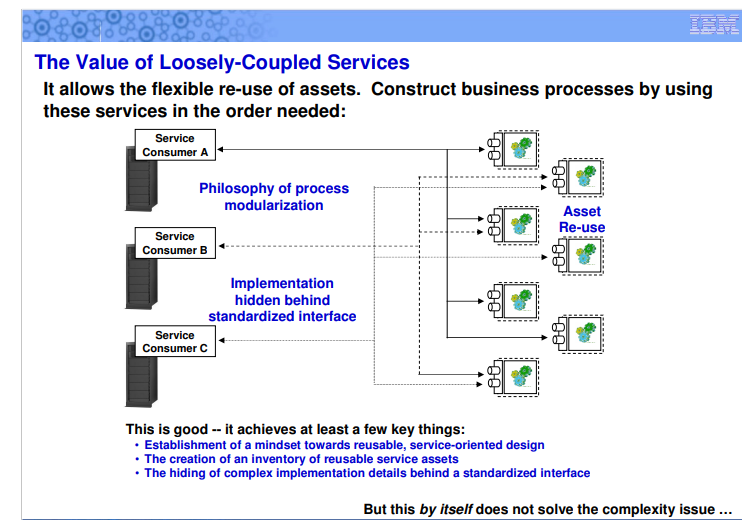 IBM
The Value of Loosely-Coupled Services
It allows the flexible re-use of assets.  Construct business processes by using
these services in the order needed:
Service
Consumer A
Philosophy of process
modularization
Asset
Re-use
Service
Consumer B
Implementation
hidden behind
standardized interface
Service
Consumer C
This is good -- it achieves at least a few key things:
• Establishment of a mindset towards reusable, service-oriented design
• The creation of an inventory of reusable service assets
• The hiding of complex implementation details behind a standardized interface
But this by itself does not solve the complexity issue …